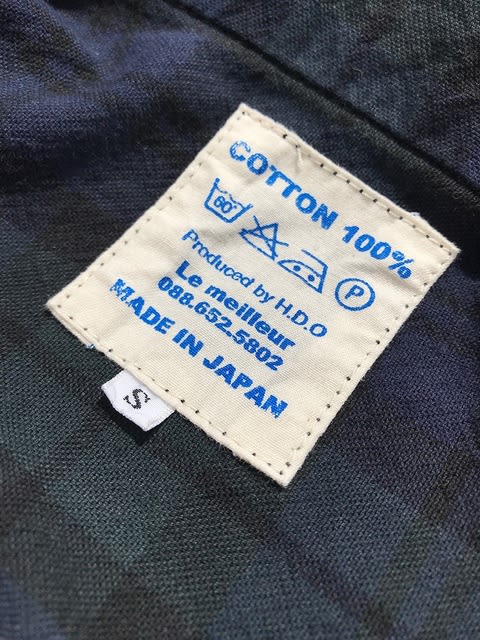 COTTON 100%
60° P
Produced by H.D.O
Le meilleur
088.652.5802
MADE IN JAPAN
S